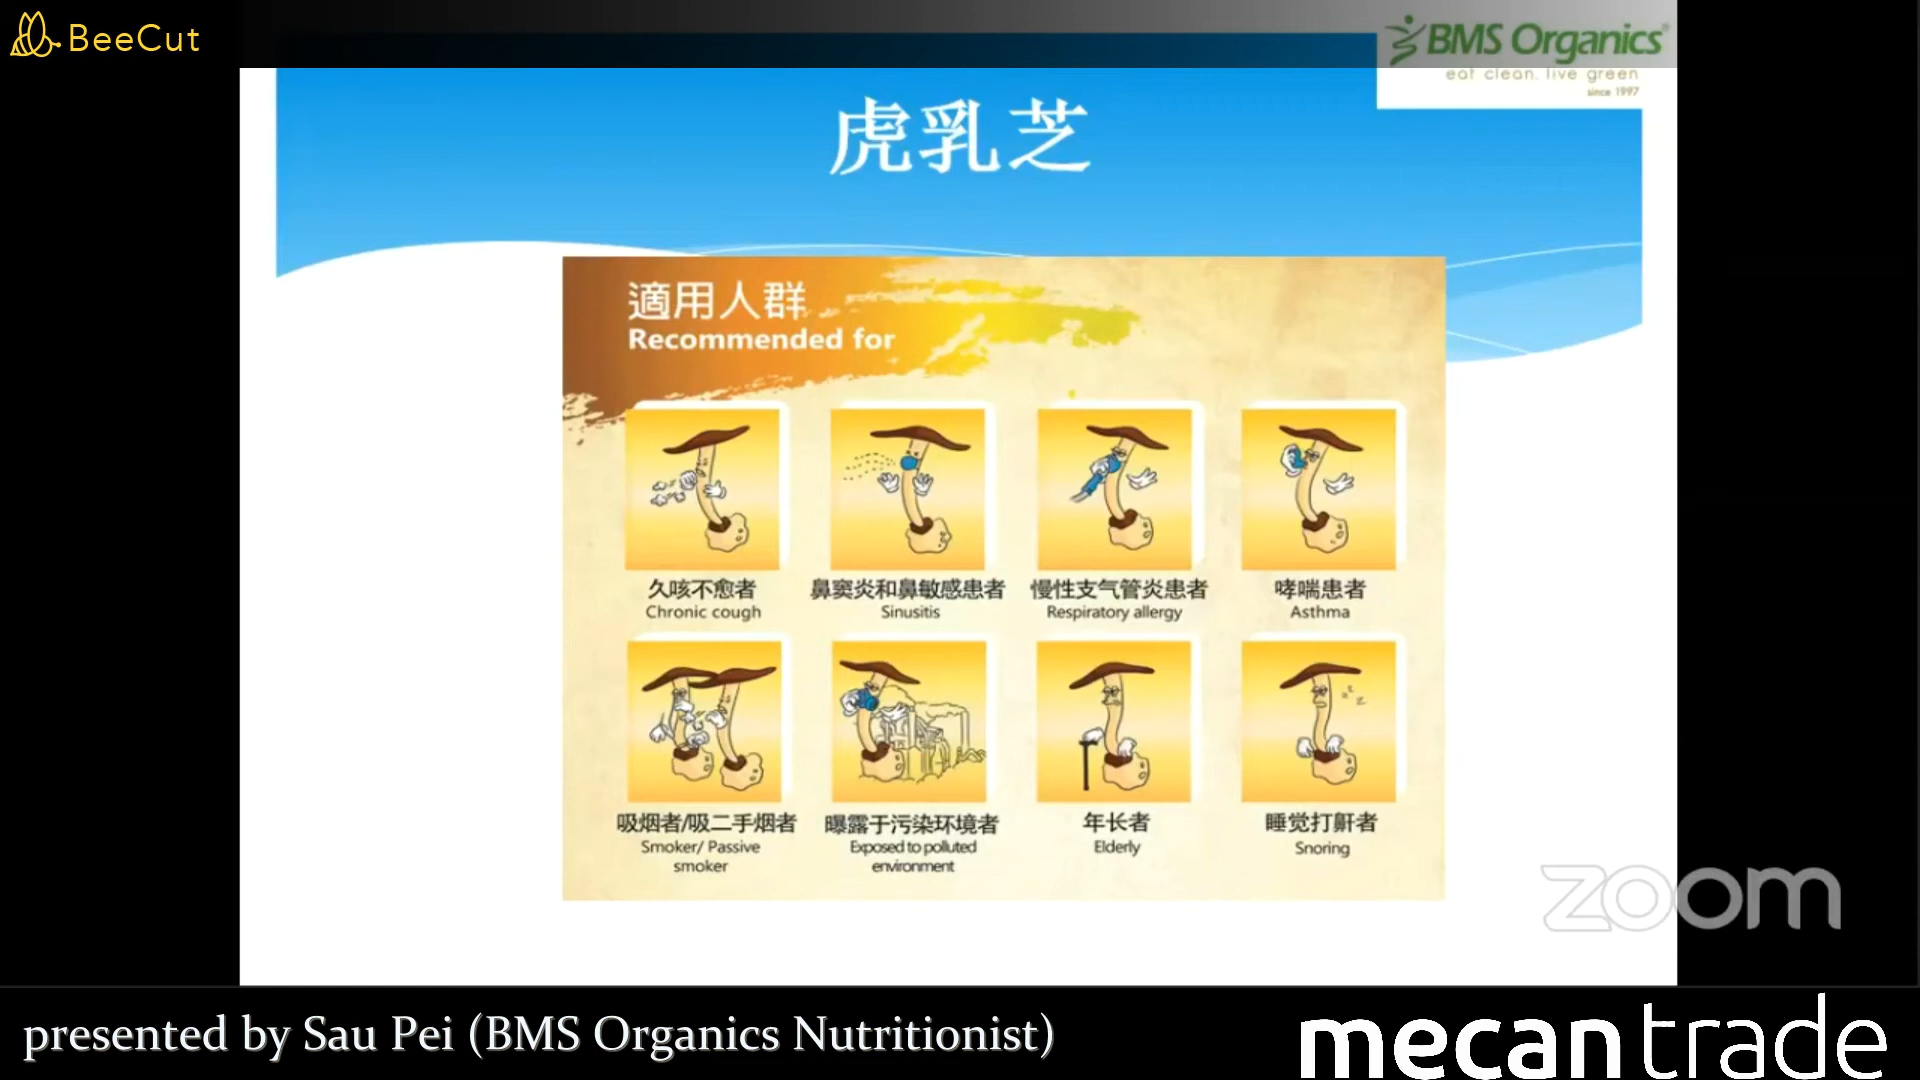 BeeCut
BMS Organics®
eat clean. live green
since 1997
虎乳芝
適用人群
Recommended for
久咳不愈者
Chronic cough
鼻窦炎和鼻敏感患者
Sinusitis
慢性支气管炎患者
Respiratory allergy
哮喘患者
Asthma
吸烟者/吸二手烟者
Smoker/ Passive
smoker
曝露于污染环境者
Exposed to polluted
environment
年长者
Elderly
睡觉打鼾者
Snoring
zoom
presented by Sau Pei (BMS Organics Nutritionist)
mecantrade